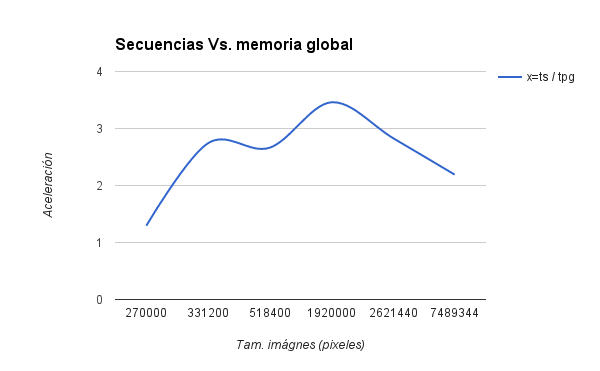 Secuencias Vs. memoria global
x=ts / tpg
4
3
2
1
0
Aceleración
270000 331200 518400 1920000 2621440 7489344
Tam. imágnes (pixeles)